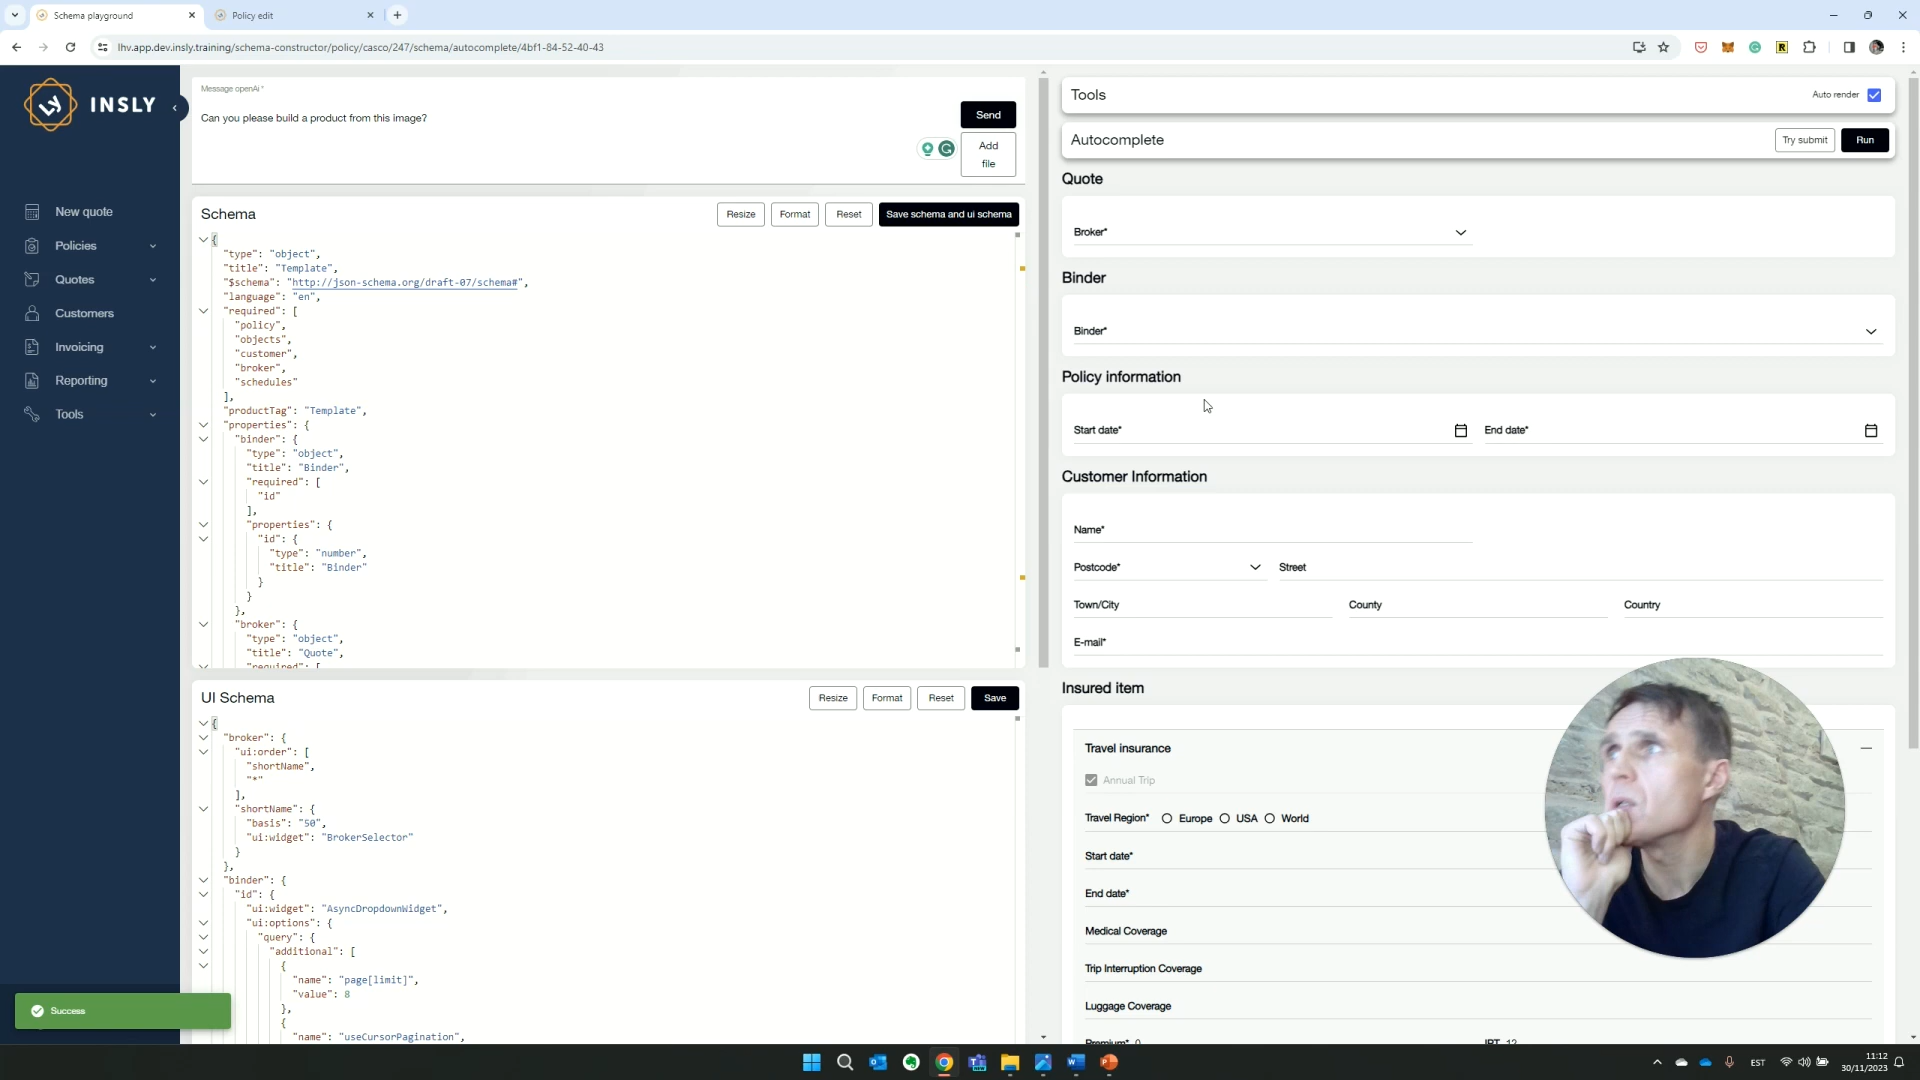 Schema playground
Policy edit
lhv.app.dev.insly.training/schema-constructor/policy/casco/247/schema/autocomplete/4bf1-84-52-40-43
INSLY
New quote
Policies
Quotes
Customers
Invoicing
Reporting
Tools
Success
Message openAi *
Can you please build a product from this image?
Send
Add
file
Schema
Resize
Format
Reset
Save schema and ui schema
{
"type": "object",
"title": "Template",
"$schema": "http://json-schema.org/draft-07/schema#",
"language": "en",
"required": [
"policy",
"objects",
"customer",
"broker",
"schedules"
],
"productTag": "Template",
"properties": {
"binder": {
"type": "object",
"title": "Binder",
"required": [
"id"
],
"properties": {
"id": {
"type": "number",
"title": "Binder"
}
}
},
"broker": {
"type": "object",
"title": "Quote",
"required": [
UI Schema
Resize
Format
Reset
Save
{
"broker": {
"ui:order": [
"shortName",
"*"
],
"shortName": {
"basis": "50",
"ui:widget": "BrokerSelector"
}
},
"binder": {
"id": {
"ui:widget": "AsyncDropdownWidget",
"ui:options": {
"query": {
"additional": [
{
"name": "page[limit]",
"value": 8
},
{
"name": "useCursorPagination",
Tools
Auto render
Autocomplete
Try submit
Run
Quote
Broker*
Binder
Binder*
Policy information
Start date*
End date*
Customer Information
Name*
Postcode*
Street
Town/City
County
Country
E-mail*
Insured item
Travel insurance
Annual Trip
Travel Region*
Europe
USA
World
Start date*
End date*
Medical Coverage
Trip Interruption Coverage
Luggage Coverage
Premium* 0
IPT 12
EST
11:12
30/11/2023